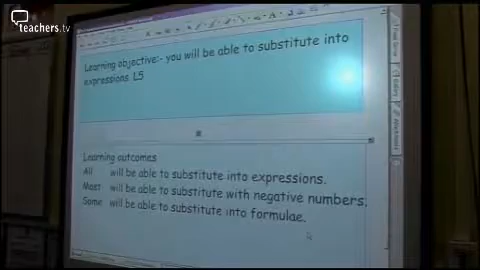 teachers.tv
Learning objective:- you will be able to substitute into
expressions L5
Learning outcomes
All will be able to substitute into expressions.
Most will be able to substitute with negative numbers.
Some will be able to substitute into formulae.